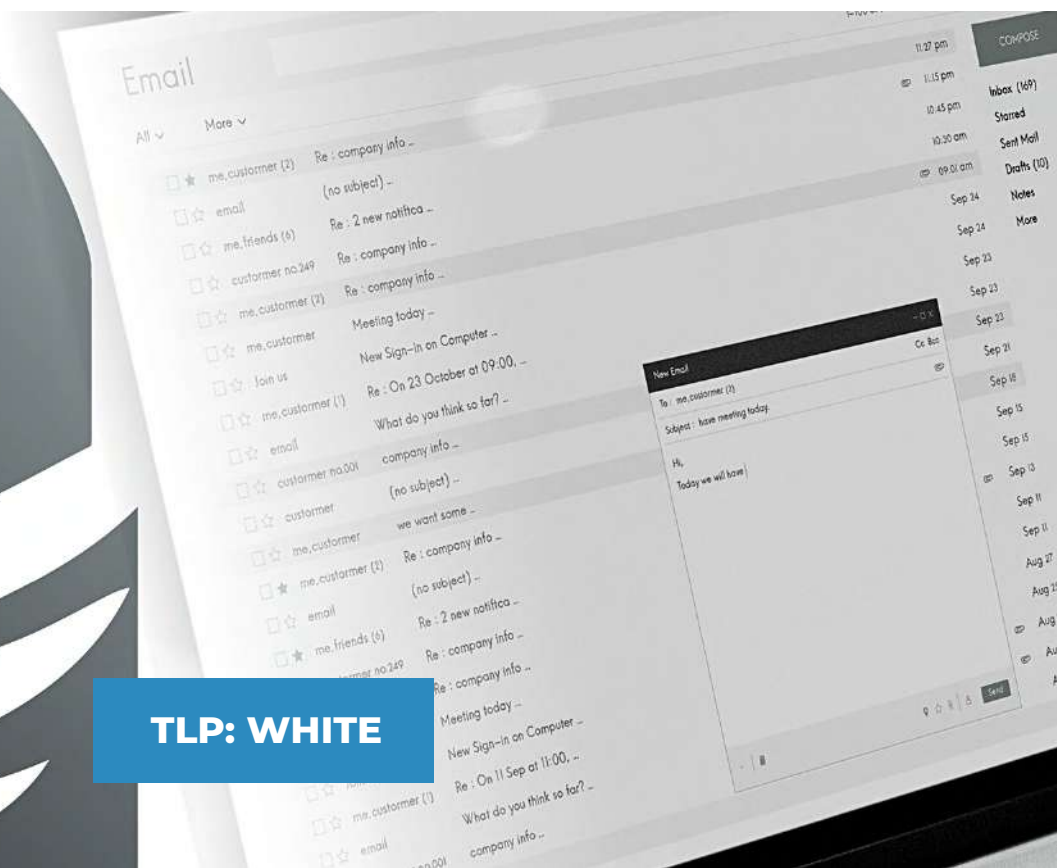 Email
COMPOSE
All More
me,custormer (2) Re : company info ... 11:27 pm
email (no subject) ... 11:15 pm
me,friends (6) Re : 2 new notiftca ... 10:45 pm
custormer no.249 Re : company info ... 10:30 am
me,custormer (2) Re : company info ... 09:01 am
me,custormer Meeting today ... Sep 24
Join us New Sign-in on Computer ... Sep 24
me,custormer (1) Re : On 23 October at 09:00, ... Sep 23
email What do you think so far? ... Sep 23
custormer no.001 company info ... Sep 22
custormer (no subject) ... Sep 21
me,custormer we want some ... Sep 18
me,custormer (2) Re : company info ... Sep 15
email (no subject) ... Sep 15
me,friends (6) Re : 2 new notiftca ... Sep 13
no.249 Re : company info ... Sep 11
Re : company info ... Sep 11
Meeting today ... Aug 27
New Sign-in on Computer ...
me,custormer (1) Re : On 11 Sep at 11:00, ... Aug
email What do you think so far? ...
company info ...
Inbox (169)
Starred
Sent Mail
Drafts (10)
Notes
More
New Email
Cc Bcc
To : me,custormer (2)
Subject : have meeting today.
Hi,
Today we will have
Send
TLP: WHITE